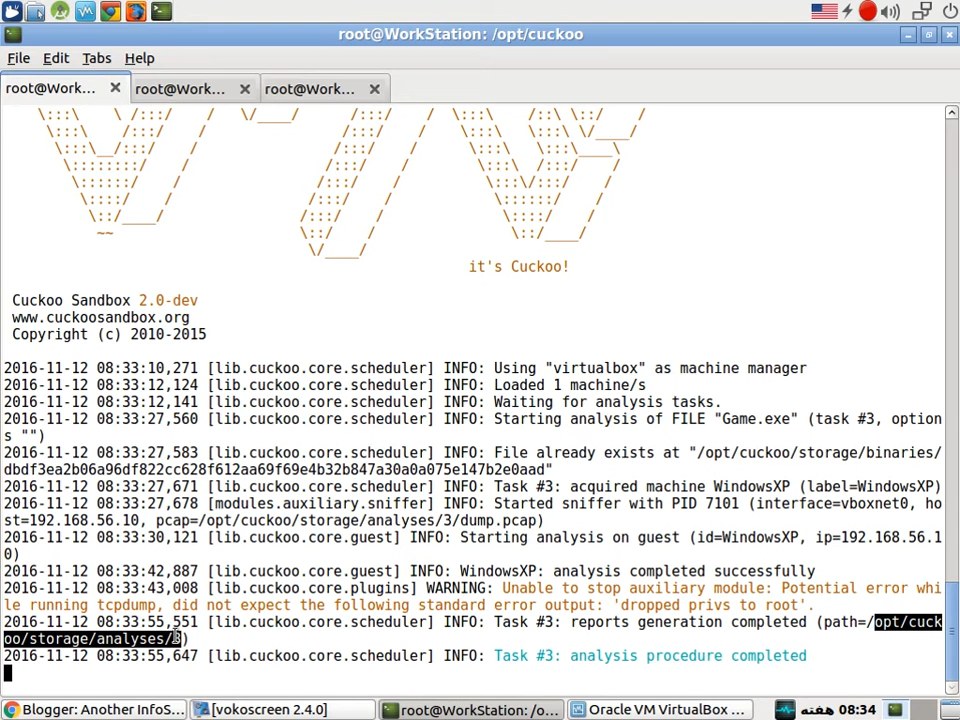 root@WorkStation: /opt/cuckoo
File Edit Tabs Help
root@Work... root@Work... root@Work...
it's Cuckoo!
Cuckoo Sandbox 2.0-dev
www.cuckoosandbox.org
Copyright (c) 2010-2015
2016-11-12 08:33:10,271 [lib.cuckoo.core.scheduler] INFO: Using "virtualbox" as machine manager
2016-11-12 08:33:12,124 [lib.cuckoo.core.scheduler] INFO: Loaded 1 machine/s
2016-11-12 08:33:12,141 [lib.cuckoo.core.scheduler] INFO: Waiting for analysis tasks.
2016-11-12 08:33:27,560 [lib.cuckoo.core.scheduler] INFO: Starting analysis of FILE "Game.exe" (task #3, option
s "")
2016-11-12 08:33:27,583 [lib.cuckoo.core.scheduler] INFO: File already exists at "/opt/cuckoo/storage/binaries/
dbdf3ea2b06a96df822cc628f612aa69f69e4b32b847a30a0a075e147b2e0aad"
2016-11-12 08:33:27,671 [lib.cuckoo.core.scheduler] INFO: Task #3: acquired machine WindowsXP (label=WindowsXP)
2016-11-12 08:33:27,678 [modules.auxiliary.sniffer] INFO: Started sniffer with PID 7101 (interface=vboxnet0, ho
st=192.168.56.10, pcap=/opt/cuckoo/storage/analyses/3/dump.pcap)
2016-11-12 08:33:30,121 [lib.cuckoo.core.guest] INFO: Starting analysis on guest (id=WindowsXP, ip=192.168.56.1
0)
2016-11-12 08:33:42,887 [lib.cuckoo.core.guest] INFO: WindowsXP: analysis completed successfully
2016-11-12 08:33:43,008 [lib.cuckoo.core.plugins] WARNING: Unable to stop auxiliary module: Potential error whi
le running tcpdump, did not expect the following standard error output: 'dropped privs to root'.
2016-11-12 08:33:55,551 [lib.cuckoo.core.scheduler] INFO: Task #3: reports generation completed (path=/opt/cuck
oo/storage/analyses/3)
2016-11-12 08:33:55,647 [lib.cuckoo.core.scheduler] INFO: Task #3: analysis procedure completed
Blogger: Another InfoS... [vokoscreen 2.4.0] root@WorkStation: /o... Oracle VM VirtualBox ... 08:34 هفته